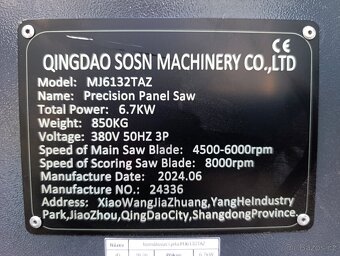 CE
QINGDAO SOSN MACHINERY CO.,LTD
Model: MJ6132TAZ
Name: Precision Panel Saw
Total Power: 6.7KW
Weight: 850KG
Voltage: 380V 50HZ 3P
Speed of Main Saw Blade: 4500-6000rpm
Speed of Scoring Saw Blade: 8000rpm
Manufacture Date: 2024.06
Manufacture No: 24336
Address: XiaoWangJiaZhuang,YangHeIndustry
Park,JiaoZhou,QingDaoCity,ShangdongProvince.
Název